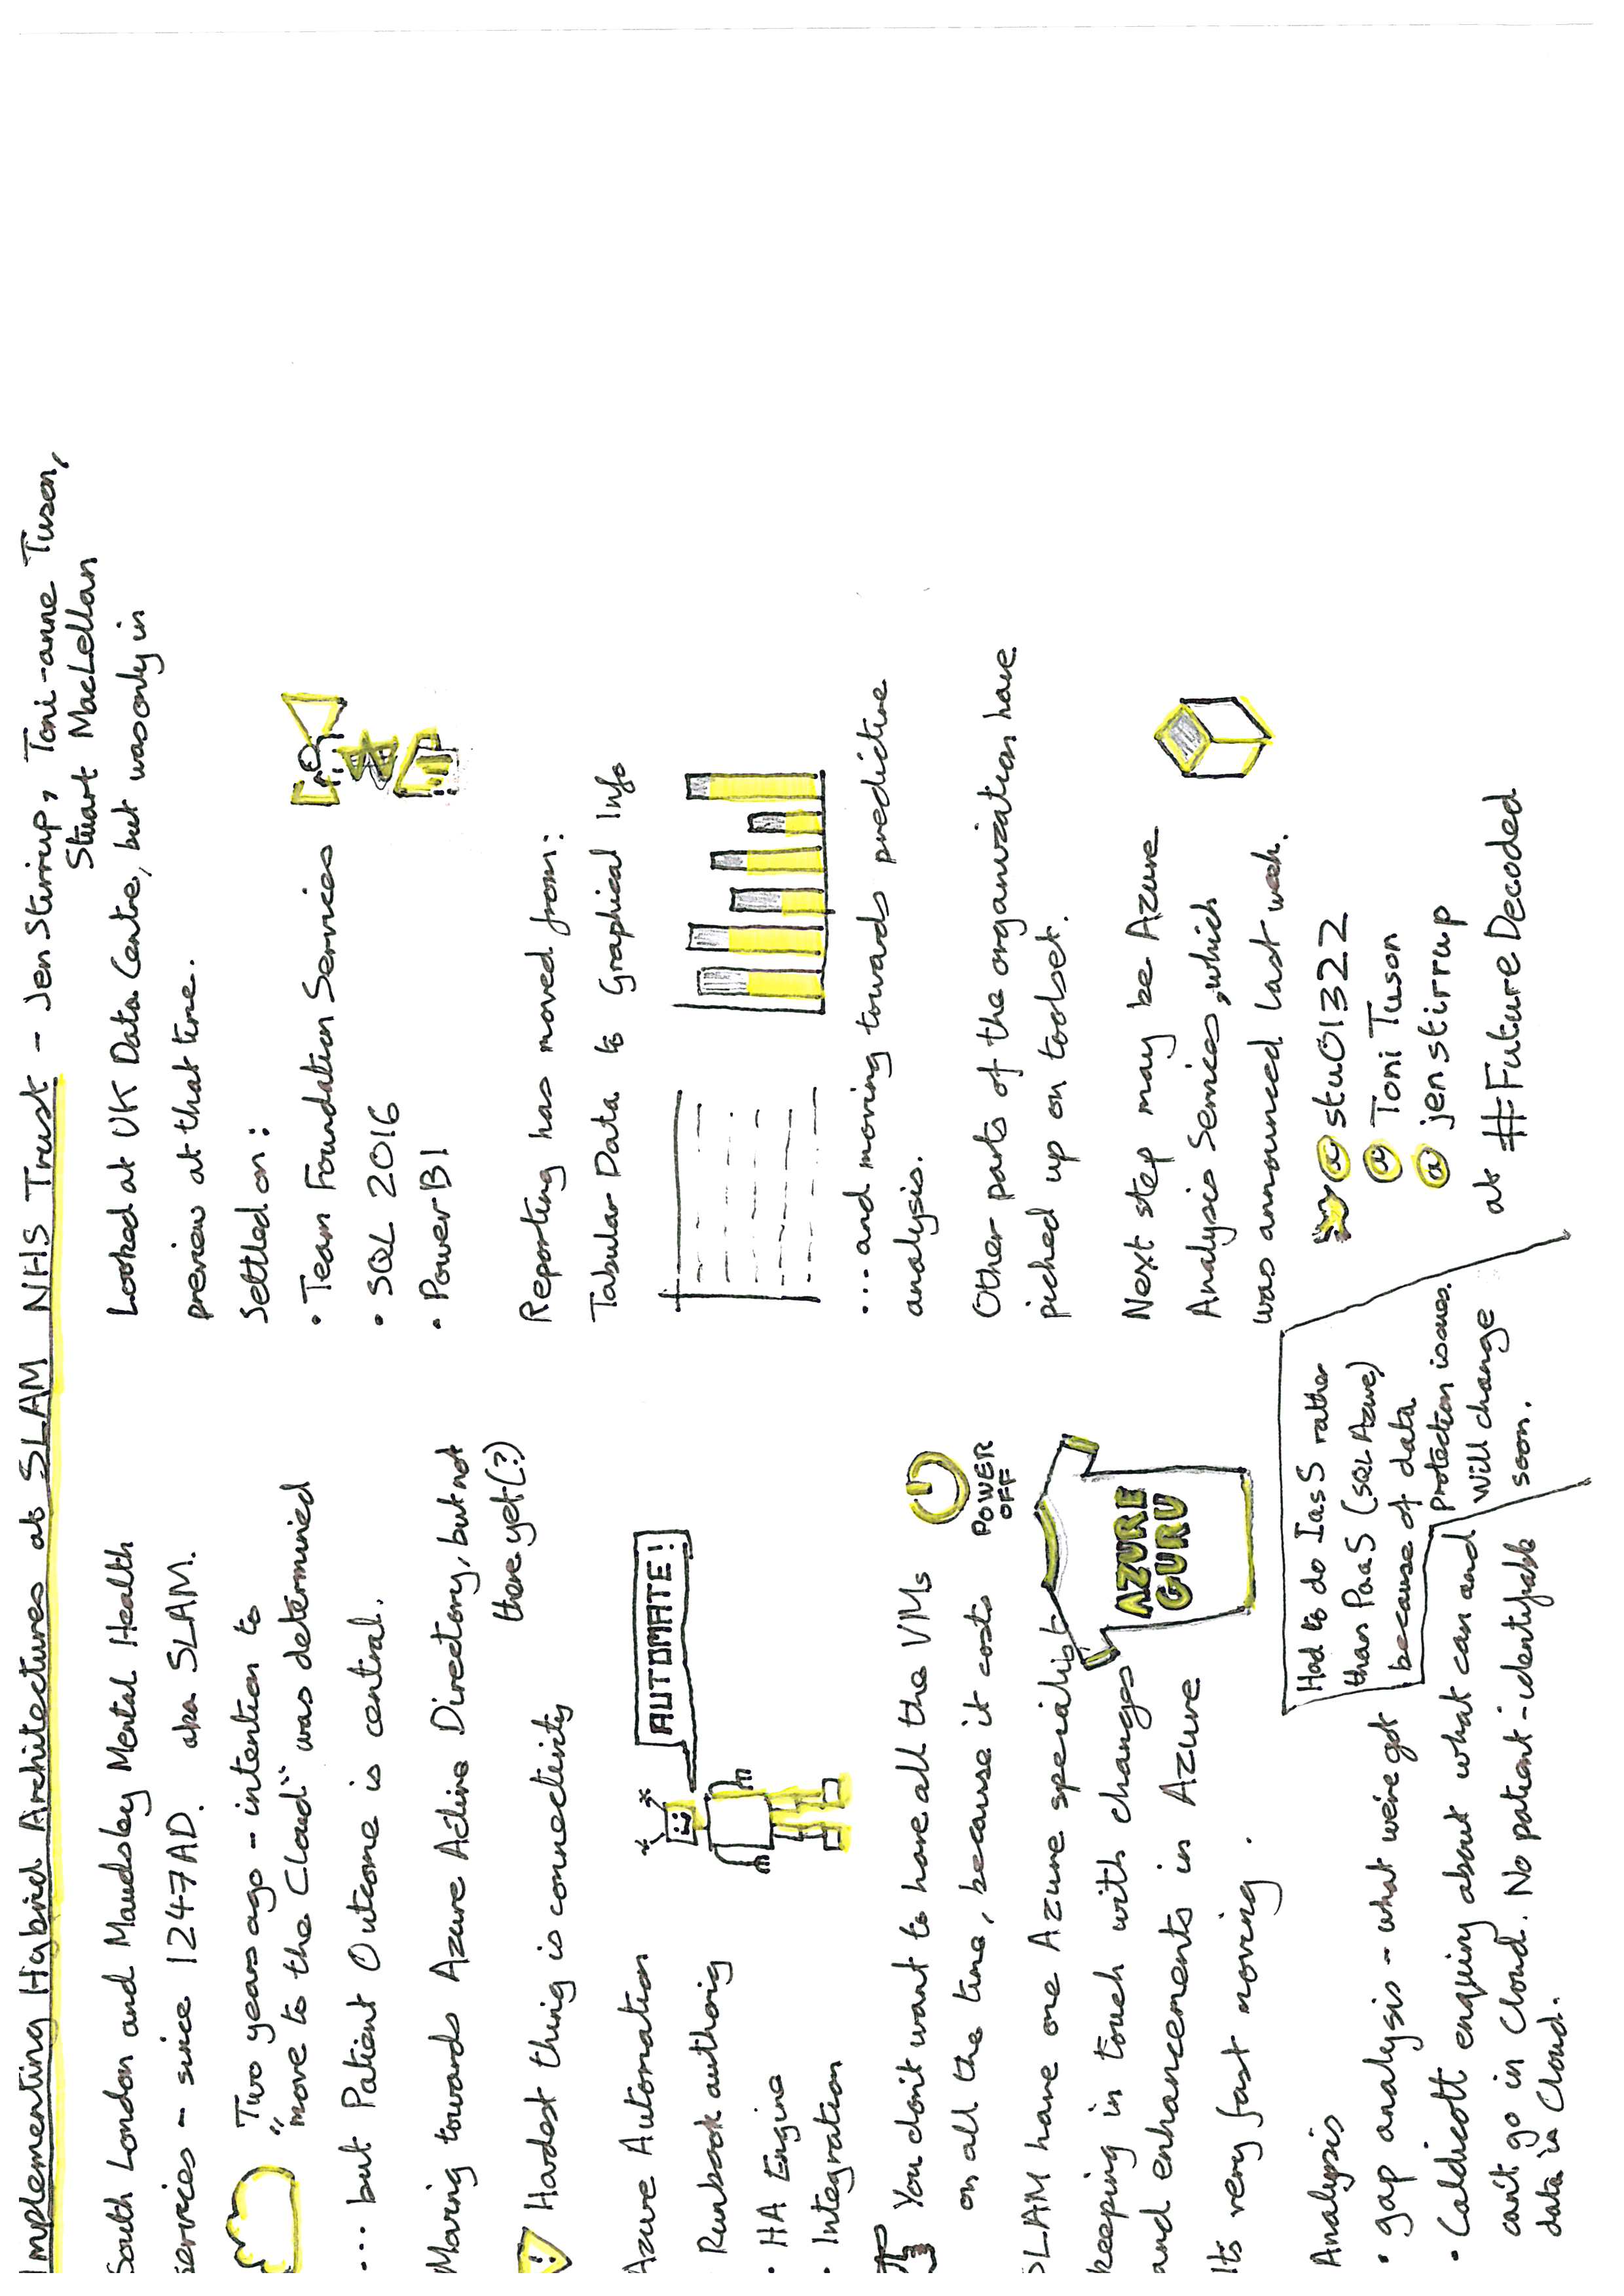 Implementing Hybrid Architectures at SLAM NHS Trust - Jen Stirrup, Toni-anne Tuson,
Stuart MacLellan
South London and Maudsley Mental Health
services - since 1247AD. aka SLAM.
Two years ago - intention to
"move to the Cloud" was determined
... but Patient Outcome is central.
Moving towards Azure Active Directory, but not
there yet(?)
! Hardest thing is connectivity
Azure Automation
Runbook authoring
• HA Engine
• Integration
AUTOMATE!
You don't want to have all the VMs
on all the time, because it costs
POWER
OFF
SLAM have one Azure specialist
keeping in touch with changes
and enhancements in Azure
Its very fast moving.
AZURE
GURU
Analysis
• gap analysis - what we've got
• Caldicott enquiry about what can and
can't go in Cloud. No patient-identifyable
data in Cloud.
Had to do IaaS rather
than PaaS (SQL Azure)
because of data
protection issues.
Will change
soon.
Looked at UK Data Centre, but was only in
preview at that time.
Settled on:
• Team Foundation Services
• SQL 2016
• PowerBI
Reporting has moved from:
Tabular Data to Graphical Info
... and moving towards predictive
analysis.
Other parts of the organization have
picked up on toolset.
Next step may be Azure
Analysis Services, which
was announced last week.
@stu01322
@ToniTuson
@jenstirrup
at #FutureDecoded